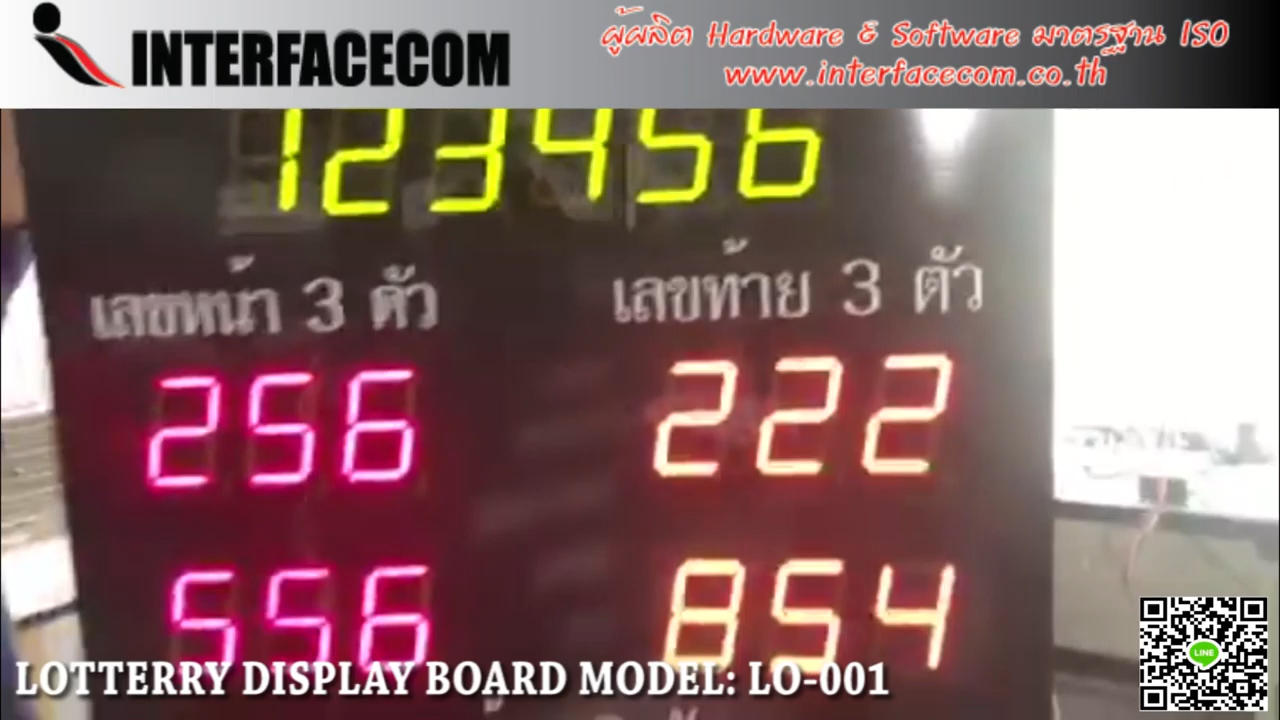 INTERFACECOM
ผู้ผลิต Hardware & Software มาตรฐาน ISO
www.interfacecom.co.th
123456
เลขหน้า 3 ตัว
เลขท้าย 3 ตัว
256
222
556
854
LOTTERRY DISPLAY BOARD MODEL: LO-001
LINE